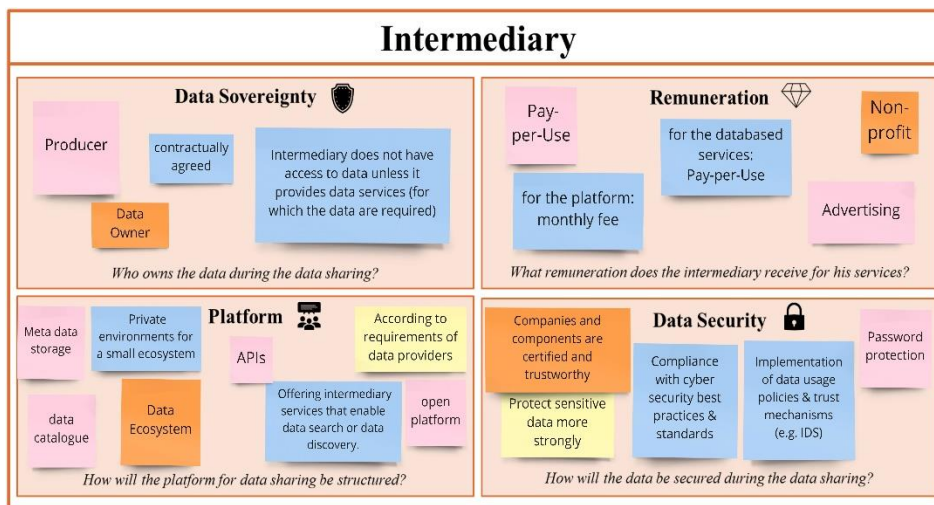 Intermediary
Data Sovereignty
Producer
contractually
agreed
Intermediary does not have
access to data unless it
provides data services (for
which the data are required)
Data
Owner
Who owns the data during the data sharing?
Remuneration
Pay-
per-Use
for the databased
services:
Pay-per-Use
Non-
profit
for the platform:
monthly fee
Advertising
What remuneration does the intermediary receive for his services?
Platform
Meta data
storage
Private
environments for
a small ecosystem
APIs
According to
requirements of
data providers
data
catalogue
Data
Ecosystem
Offering intermediary
services that enable
data search or data
discovery.
open
platform
How will the platform for data sharing be structured?
Data Security
Companies and
components are
certified and
trustworthy
Protect sensitive
data more
strongly
Compliance
with cyber
security best
practices &
standards
Implementation
of data usage
policies & trust
mechanisms
(e.g. IDS)
Password
protection
How will the data be secured during the data sharing?